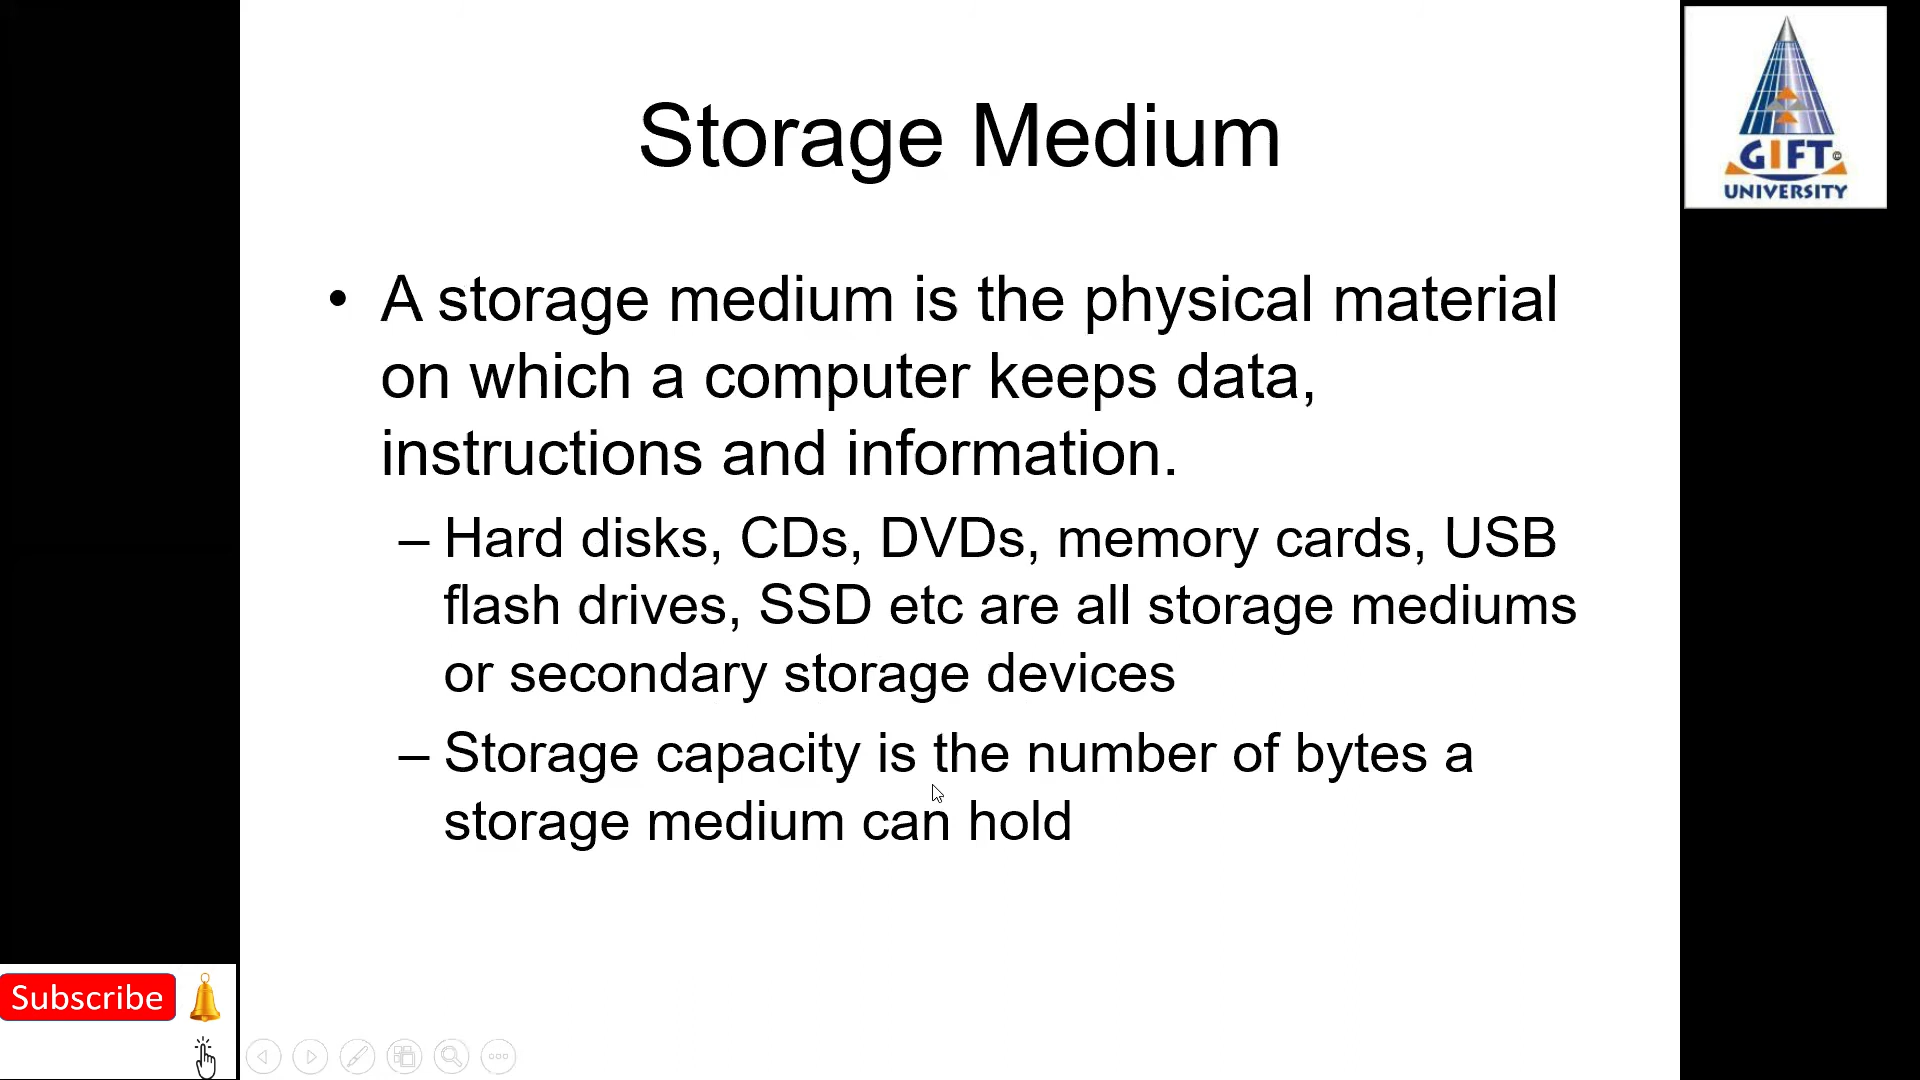 Storage Medium
GIFT
UNIVERSITY
• A storage medium is the physical material
on which a computer keeps data,
instructions and information.
– Hard disks, CDs, DVDs, memory cards, USB
flash drives, SSD etc are all storage mediums
or secondary storage devices
– Storage capacity is the number of bytes a
storage medium can hold
Subscribe